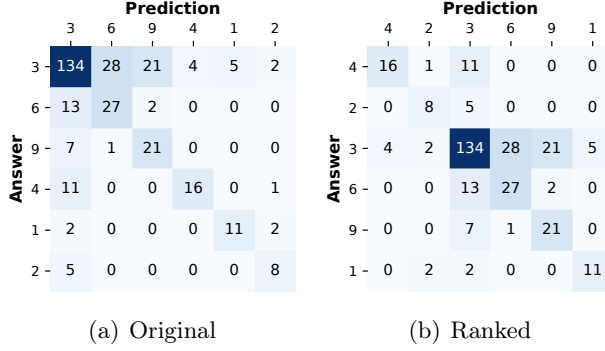 Prediction
3 6 9 4 1 2
Answer
3 134 28 21 4 5 2
6 13 27 2 0 0 0
9 7 1 21 0 0 0
4 11 0 0 16 0 1
1 2 0 0 0 11 2
2 5 0 0 0 0 8
(a) Original
Prediction
4 2 3 6 9 1
Answer
4 16 1 11 0 0 0
2 0 8 5 0 0 0
3 4 2 134 28 21 5
6 0 0 13 27 2 0
9 0 0 7 1 21 0
1 0 2 2 0 0 11
(b) Ranked